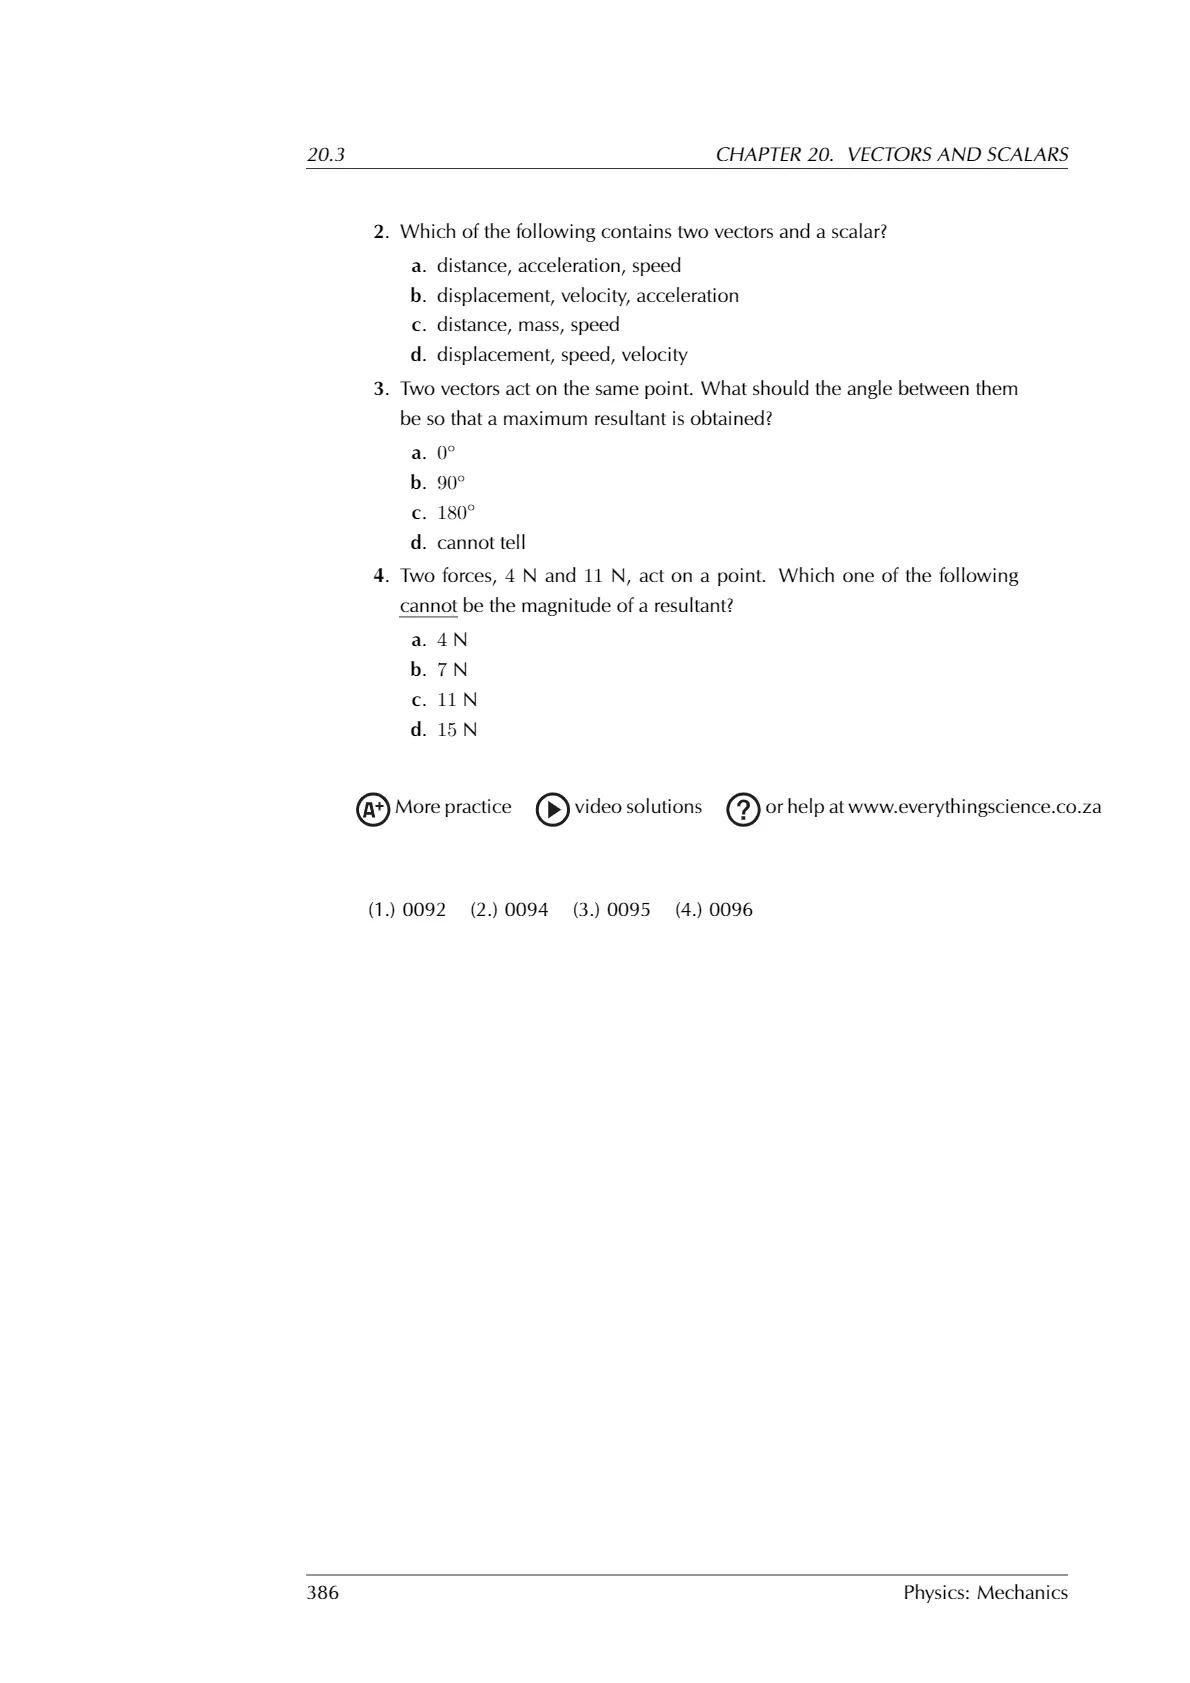 20.3 CHAPTER 20. VECTORS AND SCALARS
2. Which of the following contains two vectors and a scalar?
a. distance, acceleration, speed
b. displacement, velocity, acceleration
c. distance, mass, speed
d. displacement, speed, velocity
3. Two vectors act on the same point. What should the angle between them
be so that a maximum resultant is obtained?
a. 0°
b. 90°
c. 180°
d. cannot tell
4. Two forces, 4 N and 11 N, act on a point. Which one of the following
cannot be the magnitude of a resultant?
a. 4 N
b. 7 N
c. 11 N
d. 15 N
A+ More practice video solutions ? or help at www.everythingscience.co.za
(1.) 0092 (2.) 0094 (3.) 0095 (4.) 0096
386 Physics: Mechanics